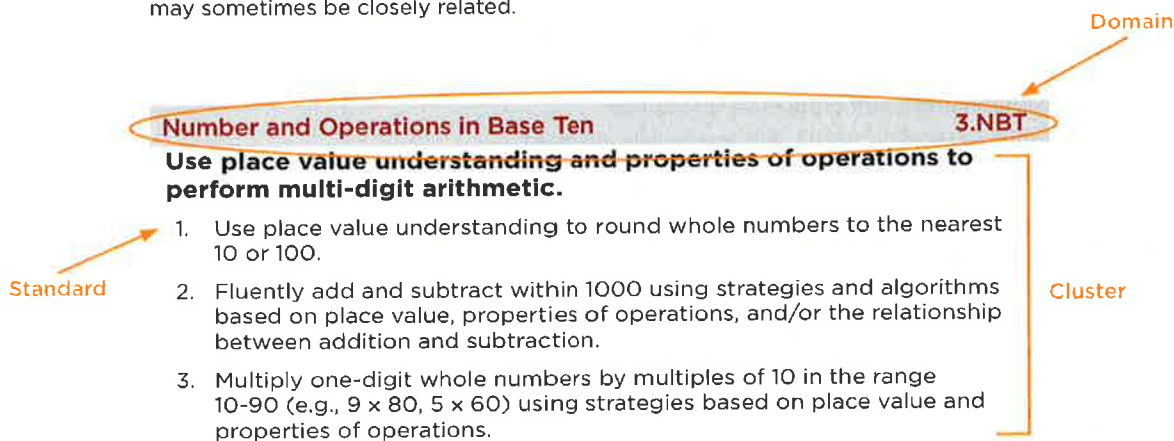 may sometimes be closely related.
Domain
Number and Operations in Base Ten 3.NBT
Use place value understanding and properties of operations to
perform multi-digit arithmetic.
1. Use place value understanding to round whole numbers to the nearest
10 or 100.
Standard
2. Fluently add and subtract within 1000 using strategies and algorithms
based on place value, properties of operations, and/or the relationship
between addition and subtraction.
Cluster
3. Multiply one-digit whole numbers by multiples of 10 in the range
10-90 (e.g., 9 x 80, 5 x 60) using strategies based on place value and
properties of operations.